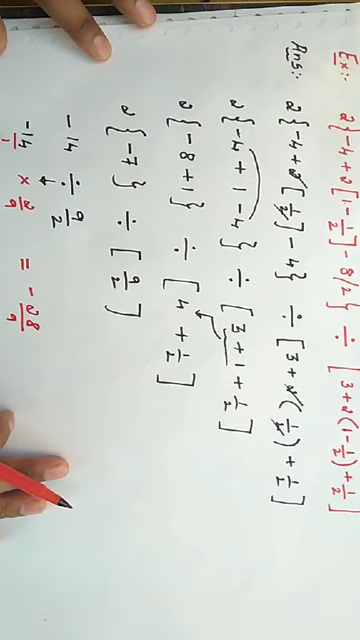 Ex:- 2{-4+2[1-1/2]-8/2} ÷ [3+2(1-1/2)+1/2]
Ans:- 2{-4+2[1/2]-4} ÷ [3+2(1/2)+1/2]
2{-4+1-4} ÷ [3+1+1/2]
2{-8+1} ÷ [4+1/2]
2{-7} ÷ [9/2]
-14 ÷ 9/2
-14/1 × 2/9 = -28/9